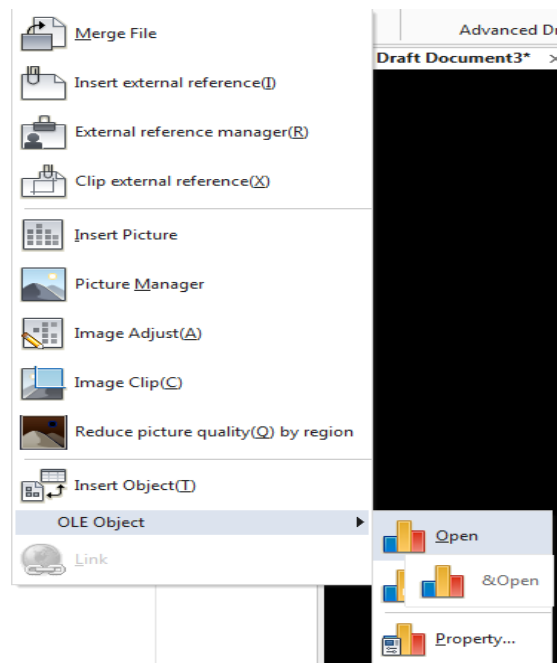 Merge File
Advanced
Draft Document3*
Insert external reference(I)
External reference manager(R)
Clip external reference(X)
Insert Picture
Picture Manager
Image Adjust(A)
Image Clip(C)
Reduce picture quality(Q) by region
Insert Object(T)
OLE Object
Open
Link
&Open
Property...